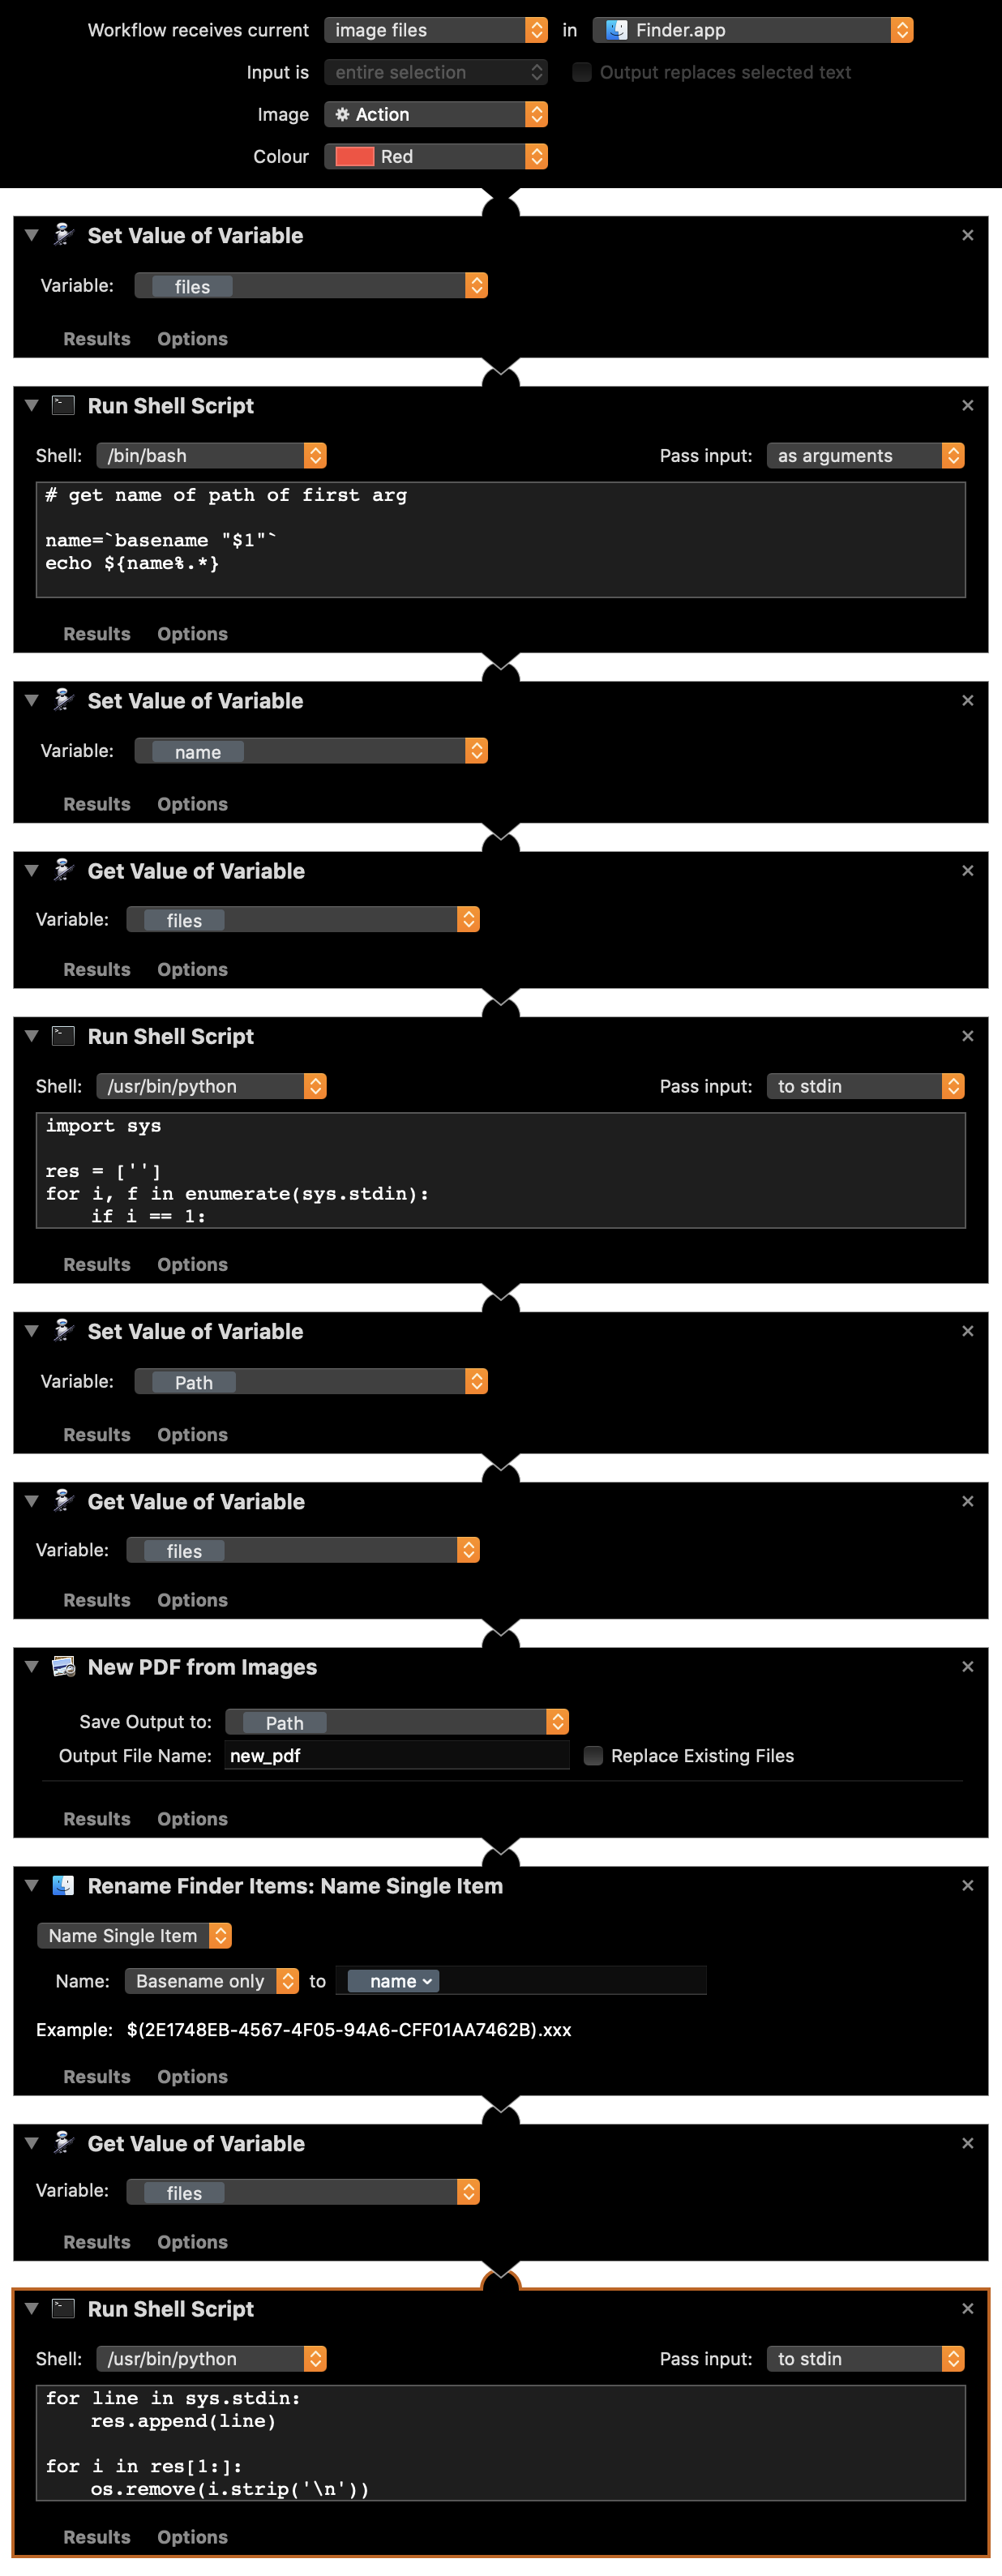 Workflow receives current image files in Finder.app
Input is entire selection Output replaces selected text
Image Action
Colour Red
Set Value of Variable
Variable: files
Results Options
Run Shell Script
Shell: /bin/bash Pass input: as arguments
# get name of path of first arg
name=`basename "$1"`
echo ${name%.*}
Results Options
Set Value of Variable
Variable: name
Results Options
Get Value of Variable
Variable: files
Results Options
Run Shell Script
Shell: /usr/bin/python Pass input: to stdin
import sys
res = ['']
for i, f in enumerate(sys.stdin):
    if i == 1:
Results Options
Set Value of Variable
Variable: Path
Results Options
Get Value of Variable
Variable: files
Results Options
New PDF from Images
Save Output to: Path
Output File Name: new_pdf Replace Existing Files
Results Options
Rename Finder Items: Name Single Item
Name Single Item
Name: Basename only to name
Example: $(2E1748EB-4567-4F05-94A6-CFF01AA7462B).xxx
Results Options
Get Value of Variable
Variable: files
Results Options
Run Shell Script
Shell: /usr/bin/python Pass input: to stdin
for line in sys.stdin:
    res.append(line)
for i in res[1:]:
    os.remove(i.strip('\n'))
Results Options